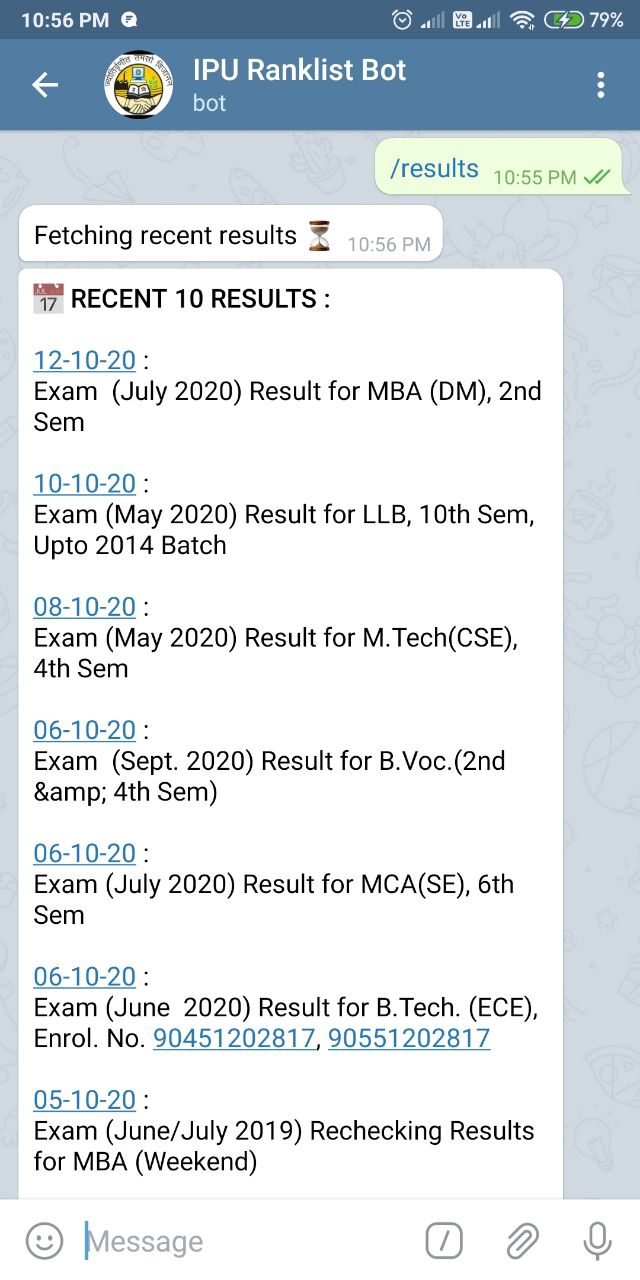 10:56 PM
Vo
LTE
79%
IPU Ranklist Bot
bot
/results 10:55 PM
Fetching recent results 10:56 PM
17 RECENT 10 RESULTS :
12-10-20 :
Exam  (July 2020) Result for MBA (DM), 2nd
Sem
10-10-20 :
Exam (May 2020) Result for LLB, 10th Sem,
Upto 2014 Batch
08-10-20 :
Exam (May 2020) Result for M.Tech(CSE),
4th Sem
06-10-20 :
Exam  (Sept. 2020) Result for B.Voc.(2nd
&amp; 4th Sem)
06-10-20 :
Exam (July 2020) Result for MCA(SE), 6th
Sem
06-10-20 :
Exam (June  2020) Result for B.Tech. (ECE),
Enrol. No. 90451202817, 90551202817
05-10-20 :
Exam (June/July 2019) Rechecking Results
for MBA (Weekend)
Message